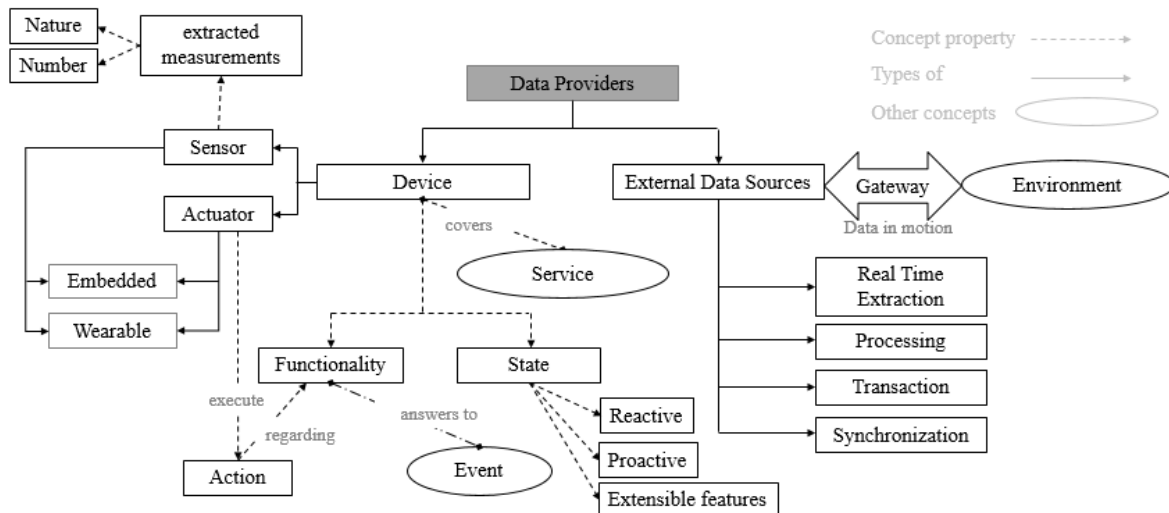 Nature
Number
extracted
measurements
Concept property
Types of
Other concepts
Data Providers
Sensor
Device
External Data Sources
Gateway
Environment
Actuator
covers
Data in motion
Service
Embedded
Wearable
Real Time
Extraction
Processing
Functionality
State
Transaction
execute
regarding
answers to
Reactive
Synchronization
Proactive
Action
Event
Extensible features